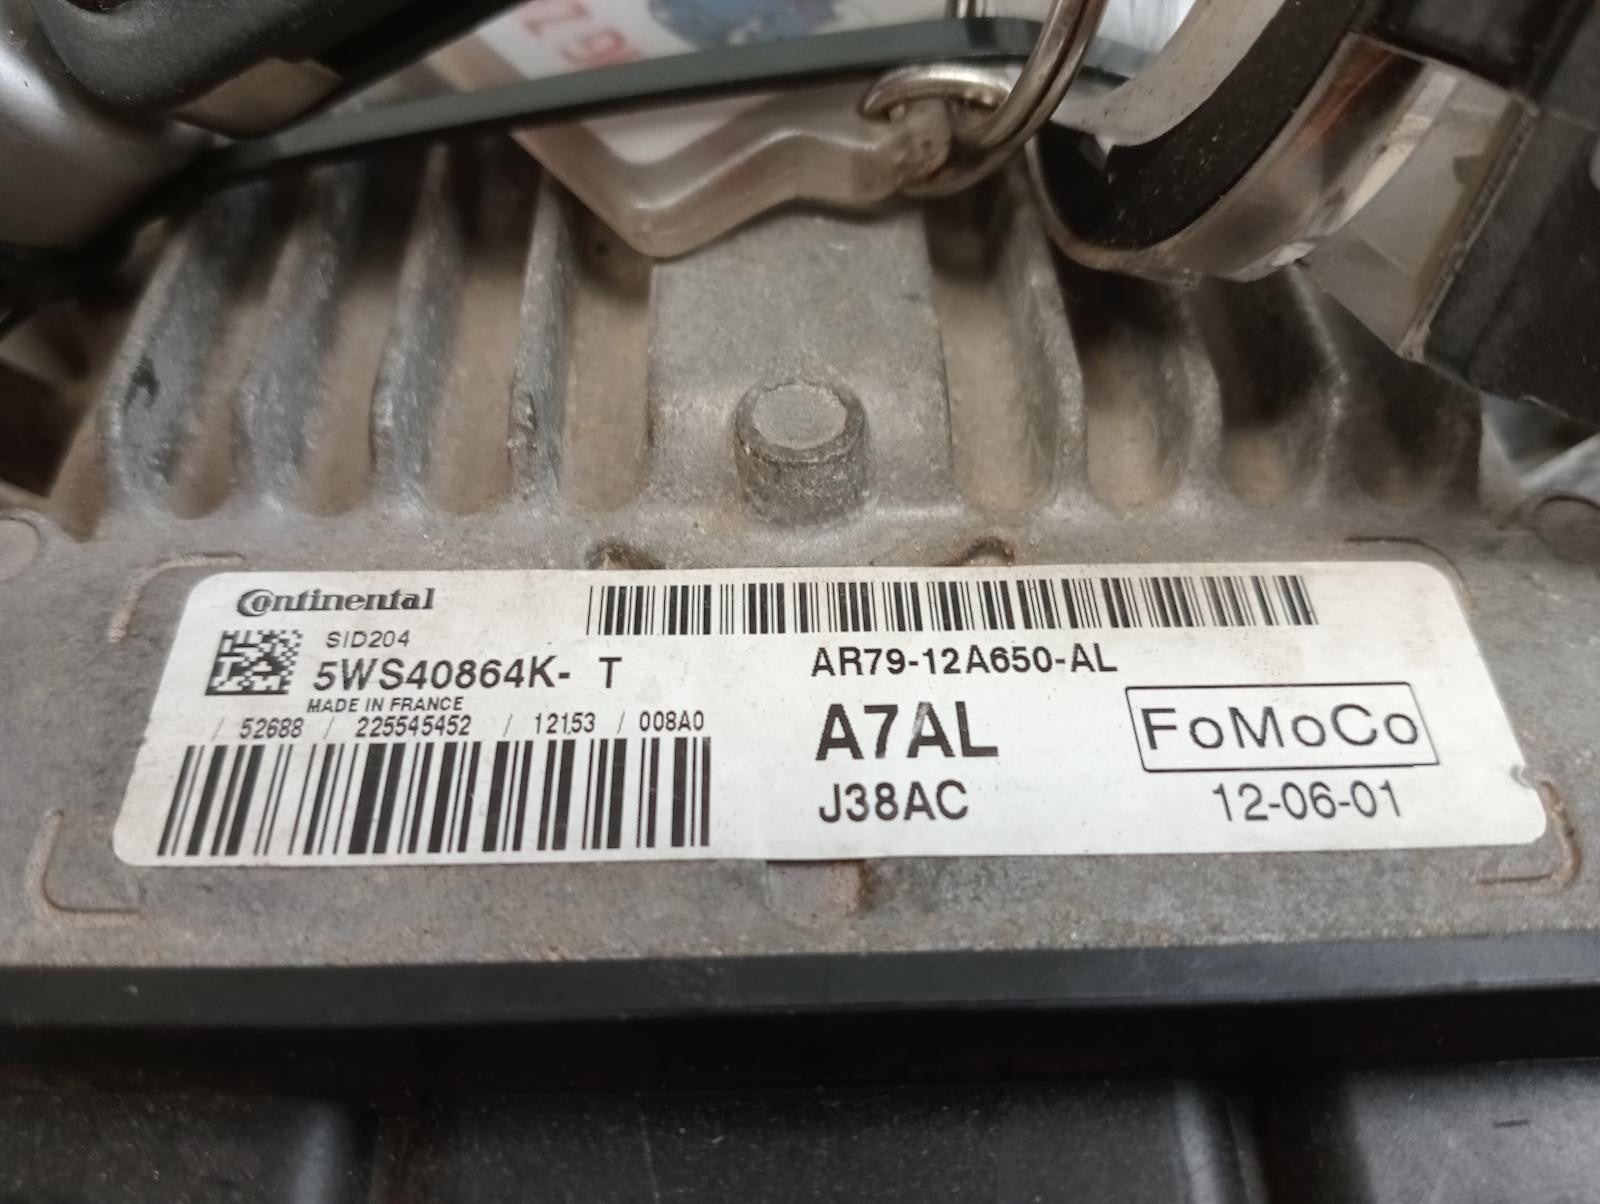 Continental
SID204
5WS40864K- T
MADE IN FRANCE
/ 52688 / 225545452 / 12153 / 008A0
AR79-12A650-AL
A7AL
FoMoCo
J38AC
12-06-01